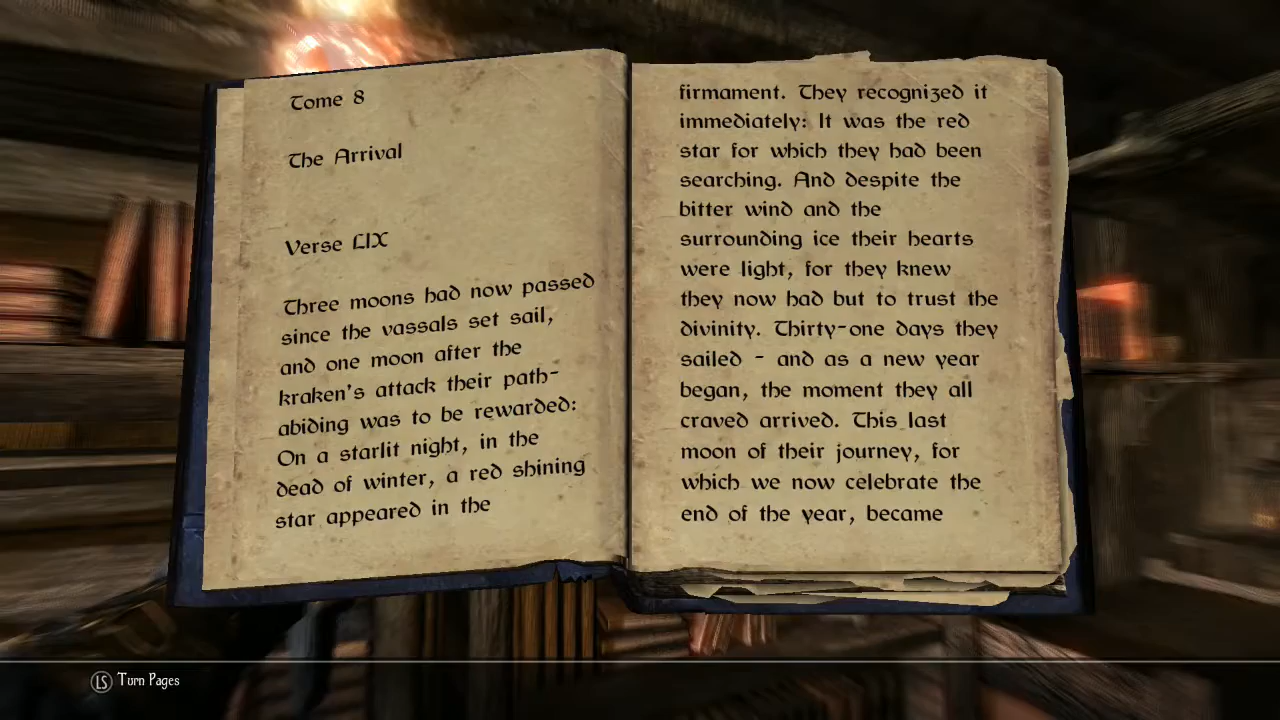 Tome 8
The Arrival
Verse LIX
Three moons had now passed
since the vassals set sail,
and one moon after the
kraken's attack their path-
abiding was to be rewarded:
On a starlit night, in the
dead of winter, a red shining
star appeared in the
firmament. They recognized it
immediately: It was the red
star for which they had been
searching. And despite the
bitter wind and the
surrounding ice their hearts
were light, for they knew
they now had but to trust the
divinity. Thirty-one days they
sailed - and as a new year
began, the moment they all
craved arrived. This last
moon of their journey, for
which we now celebrate the
end of the year, became
LS Turn Pages